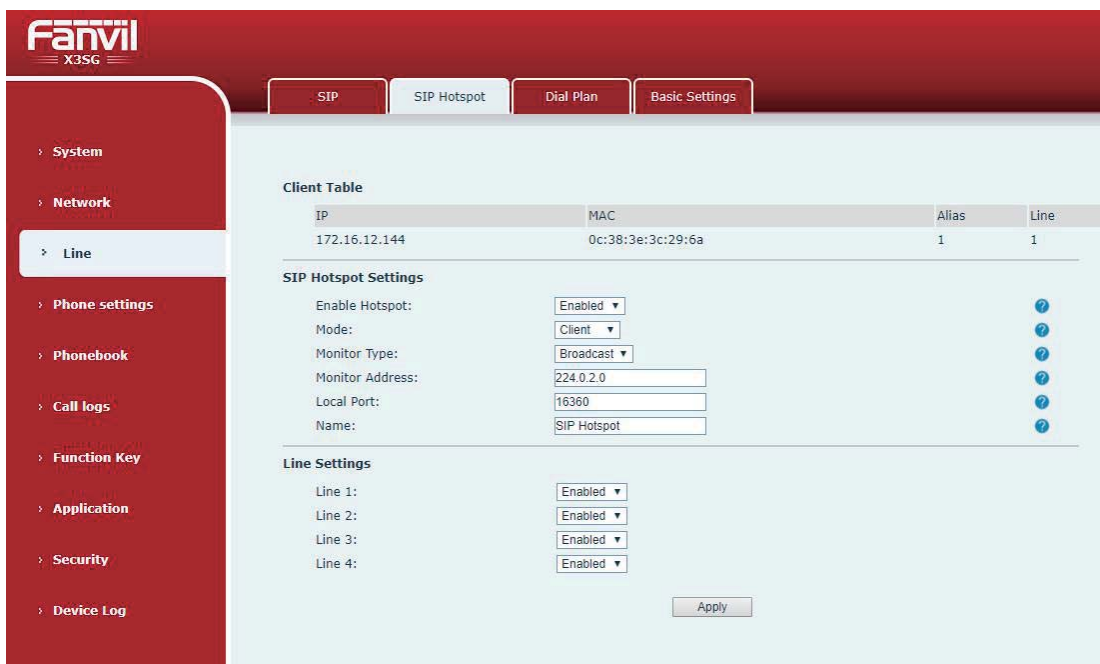 Fanvil
X3SG
SIP
SIP Hotspot
Dial Plan
Basic Settings
System
Network
Line
Phone settings
Phonebook
Call logs
Function Key
Application
Security
Device Log
Client Table
IP MAC Alias Line
172.16.12.144 0c:38:3e:3c:29:6a 1 1
SIP Hotspot Settings
Enable Hotspot: Enabled
Mode: Client
Monitor Type: Broadcast
Monitor Address: 224.0.2.0
Local Port: 16360
Name: SIP Hotspot
Line Settings
Line 1: Enabled
Line 2: Enabled
Line 3: Enabled
Line 4: Enabled
Apply